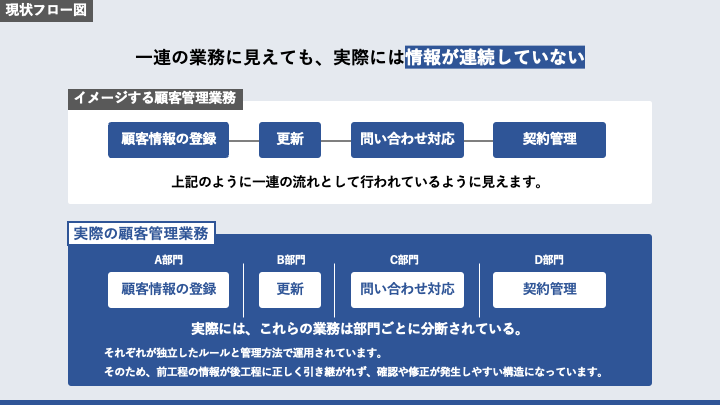 現状フロー図
一連の業務に見えても、実際には情報が連続していない
イメージする顧客管理業務
顧客情報の登録 更新 問い合わせ対応 契約管理
上記のように一連の流れとして行われているように見えます。
実際の顧客管理業務
A部門 B部門 C部門 D部門
顧客情報の登録 更新 問い合わせ対応 契約管理
実際には、これらの業務は部門ごとに分断されている。
それぞれが独立したルールと管理方法で運用されています。
そのため、前工程の情報が後工程に正しく引き継がれず、確認や修正が発生しやすい構造になっています。